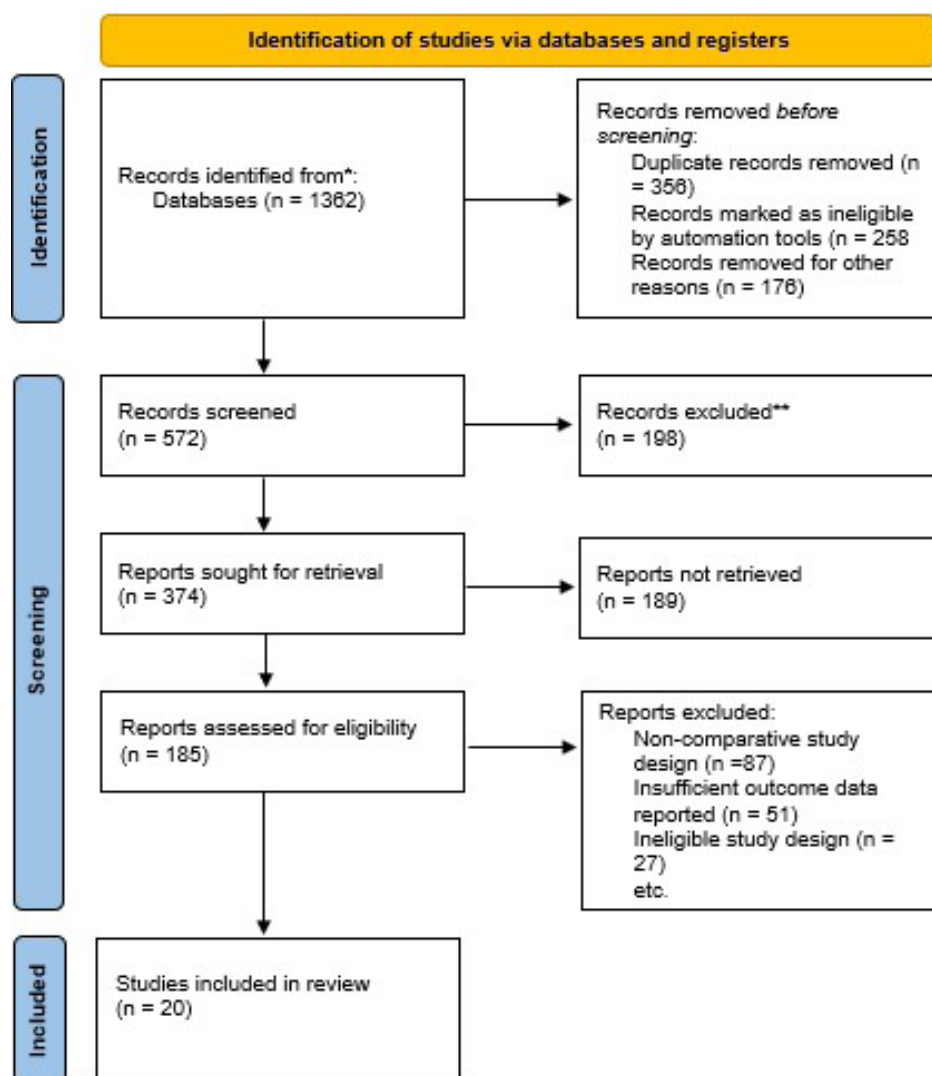 Identification of studies via databases and registers
Identification
Records identified from*:
Databases (n = 1362)
Records removed before
screening:
Duplicate records removed (n
= 356)
Records marked as ineligible
by automation tools (n = 258
Records removed for other
reasons (n = 176)
Screening
Records screened
(n = 572)
Records excluded**
(n = 198)
Reports sought for retrieval
(n = 374)
Reports not retrieved
(n = 189)
Reports assessed for eligibility
(n = 185)
Reports excluded:
Non-comparative study
design (n =87)
Insufficient outcome data
reported (n = 51)
Ineligible study design (n =
27)
etc.
Included
Studies included in review
(n = 20)